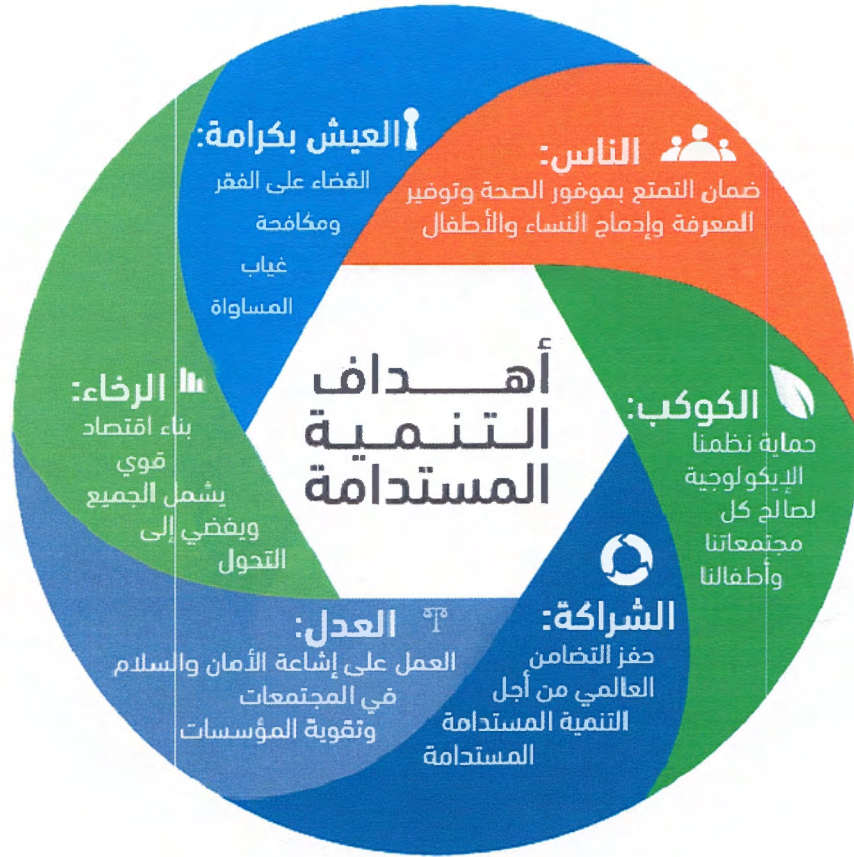 العيش بكرامة:
القضاء على الفقر
ومكافحة
غياب
المساواة
الناس:
ضمان التمتع بموفور الصحة وتوفير
المعرفة وإدماج النساء والأطفال
الكوكب:
حماية نظمنا
الإيكولوجية
لصالح كل
مجتمعاتنا
وأطفالنا
الشراكة:
حفز التضامن
العالمي من أجل
التنمية المستدامة
المستدامة
العدل:
العمل على إشاعة الأمان والسلام
في المجتمعات
وتقوية المؤسسات
الرخاء:
بناء اقتصاد
قوي
يشمل الجميع
ويفضي إلى
التحول
أهـــداف
الـتـنـمـيـة
المستدامة